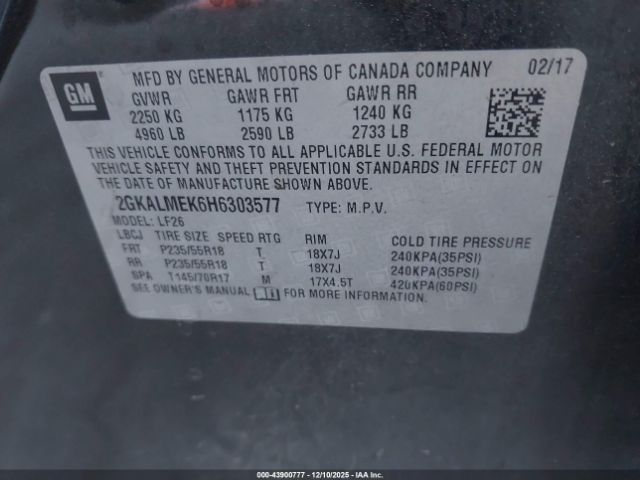 GM
MFD BY GENERAL MOTORS OF CANADA COMPANY 02/17
GVWR GAWR FRT GAWR RR
2250 KG 1175 KG 1240 KG
4960 LB 2590 LB 2733 LB
THIS VEHICLE CONFORMS TO ALL APPLICABLE U.S. FEDERAL MOTOR
VEHICLE SAFETY AND THEFT PREVENTION STANDARDS IN EFFECT ON
THE DATE OF MANUFACTURE SHOWN ABOVE.
2GKALMEK6H6303577 TYPE: M.P.V.
MODEL: LF26
LBCJ TIRE SIZE SPEED RTG RIM COLD TIRE PRESSURE
FRT P235/55R18 T 18X7J 240KPA(35PSI)
RR P235/55R18 T 18X7J 240KPA(35PSI)
SPA T145/70R17 M 17X4.5T 420KPA(60PSI)
SEE OWNER'S MANUAL FOR MORE INFORMATION.
000-43900777 - 12/10/2025 - IAAI.COM